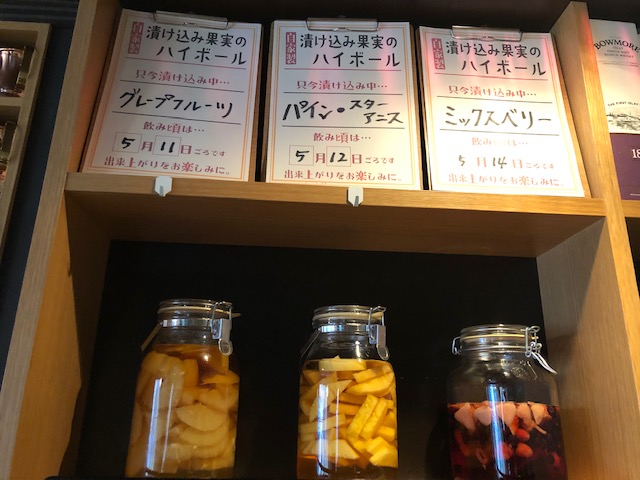 自家製
漬け込み果実の
ハイボール
只今漬け込み中…
グレープフルーツ
飲み頃は…
5月11日ごろです
出来上がりをお楽しみに。
自家製
漬け込み果実の
ハイボール
只今漬け込み中…
パイン・スター
アニス
飲み頃は…
5月12日ごろです
出来上がりをお楽しみに。
自家製
漬け込み果実の
ハイボール
只今漬け込み中…
ミックスベリー
飲み頃は…
5月14日ごろです
出来上がりをお楽しみに。
BOWMORE